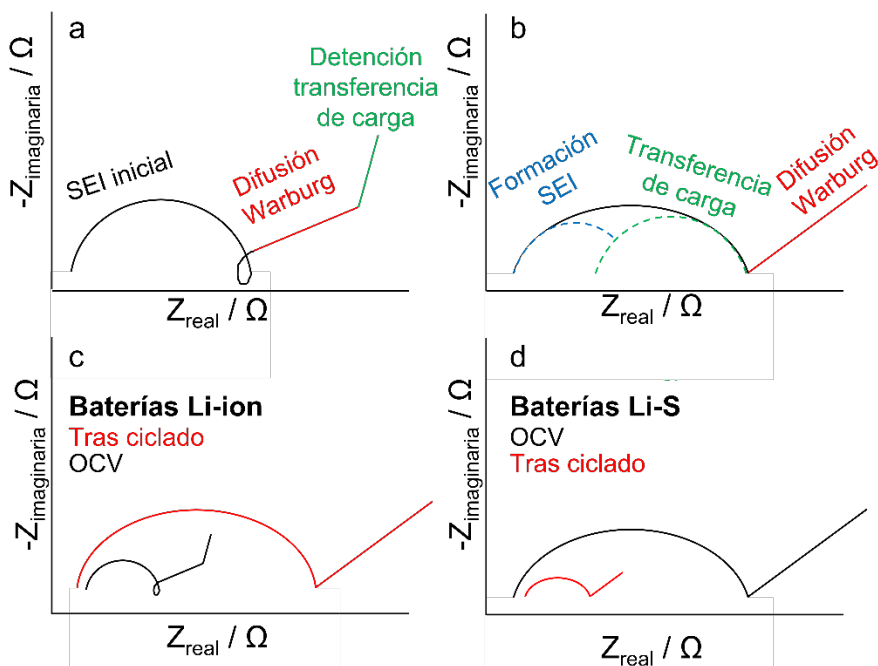 a
-Z imaginaria / Ω
SEI inicial
Difusión
Warburg
Detención
transferencia
de carga
Z real / Ω
b
-Z imaginaria / Ω
Formación
SEI
Transferencia
de carga
Difusión
Warburg
Z real / Ω
c
-Z imaginaria / Ω
Baterías Li-ion
Tras ciclado
OCV
Z real / Ω
d
-Z imaginaria / Ω
Baterías Li-S
OCV
Tras ciclado
Z real / Ω